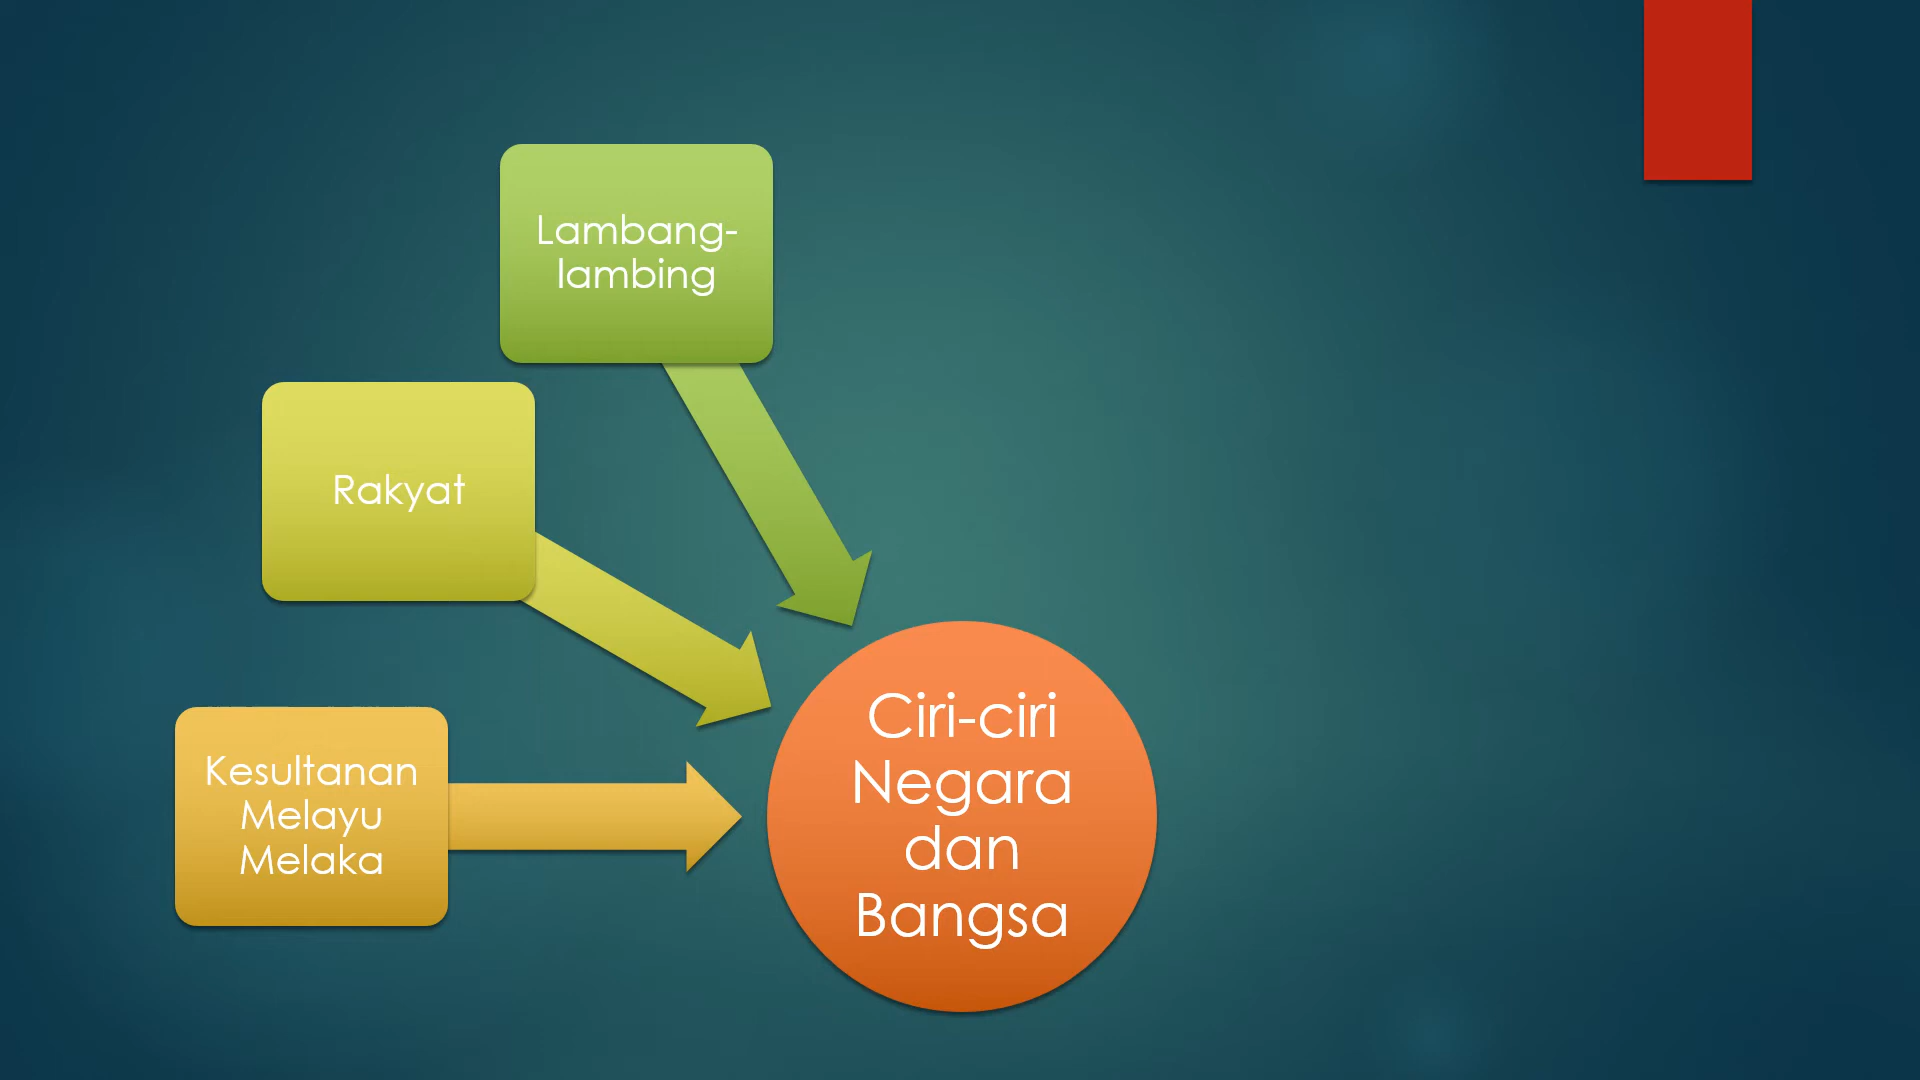 Lambang-
lambing
Rakyat
Kesultanan
Melayu
Melaka
Ciri-ciri
Negara
dan
Bangsa